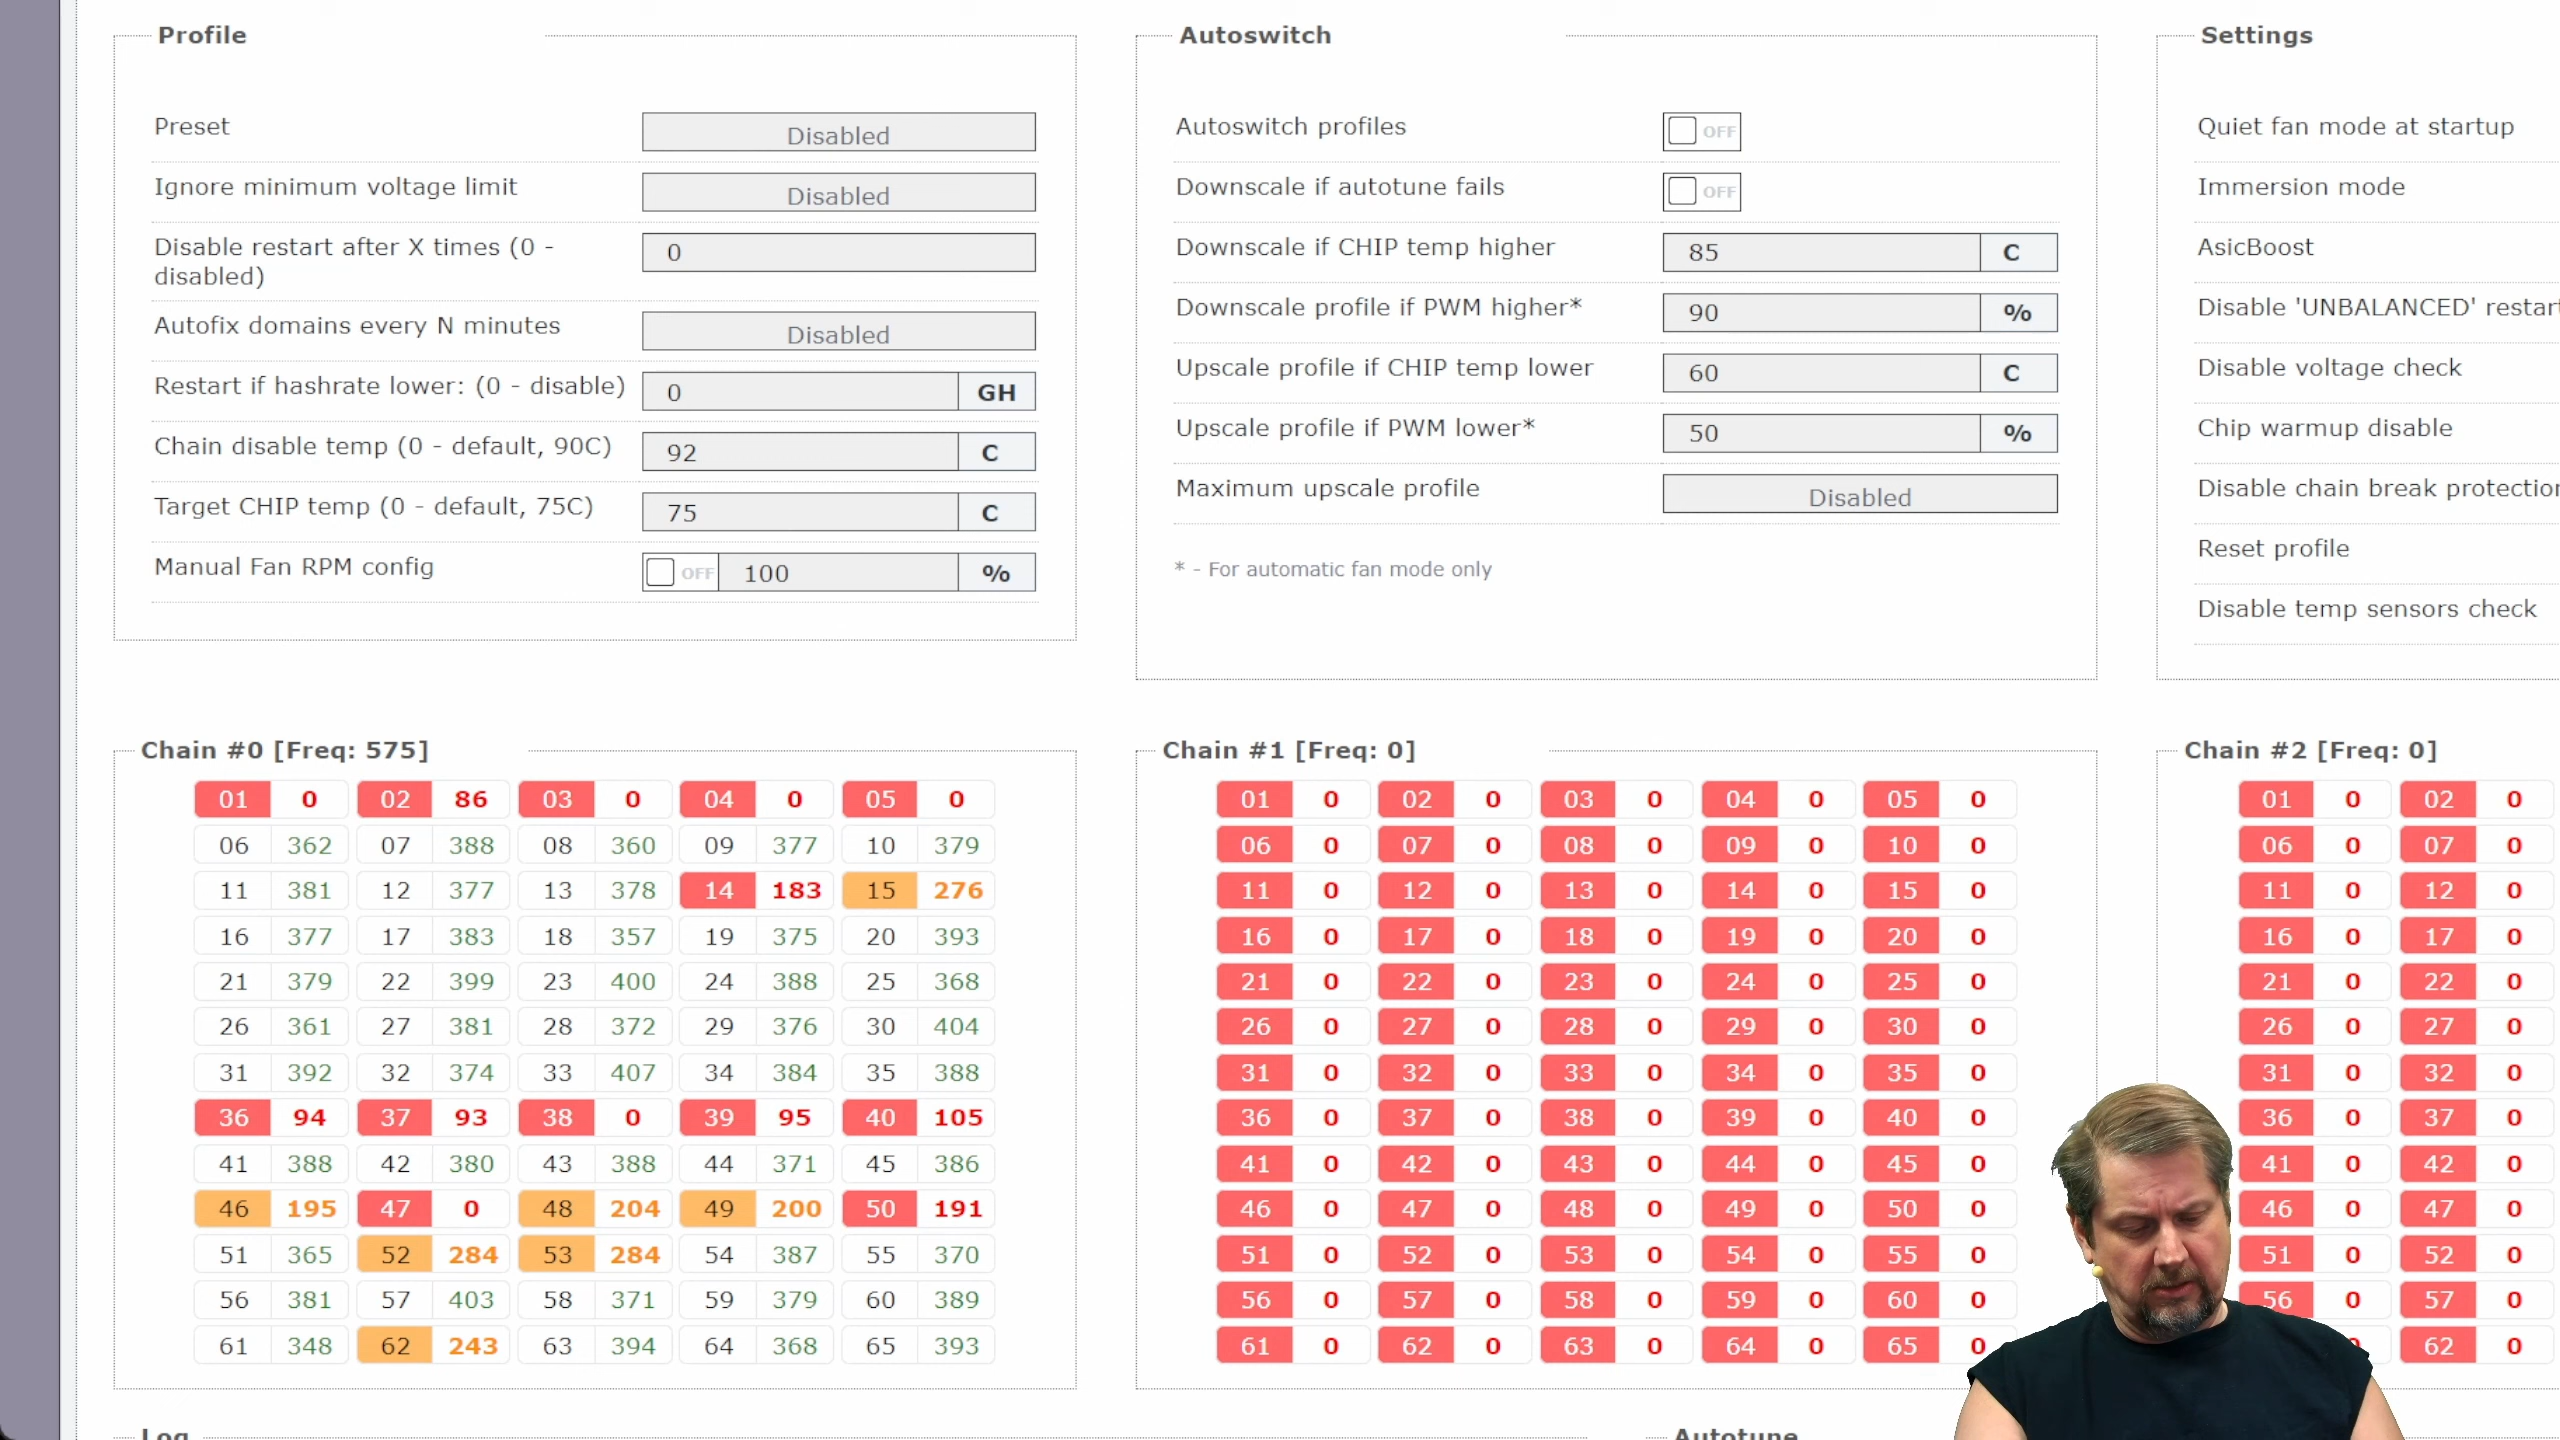 Profile
Preset
Disabled
Ignore minimum voltage limit
Disabled
Disable restart after X times (0 -
disabled)
0
Autofix domains every N minutes
Disabled
Restart if hashrate lower: (0 - disable)
0 GH
Chain disable temp (0 - default, 90C)
92 C
Target CHIP temp (0 - default, 75C)
75 C
Manual Fan RPM config
OFF 100 %
Autoswitch
Autoswitch profiles
OFF
Downscale if autotune fails
OFF
Downscale if CHIP temp higher
85 C
Downscale profile if PWM higher*
90 %
Upscale profile if CHIP temp lower
60 C
Upscale profile if PWM lower*
50 %
Maximum upscale profile
Disabled
* - For automatic fan mode only
Settings
Quiet fan mode at startup
Immersion mode
AsicBoost
Disable 'UNBALANCED' restart
Disable voltage check
Chip warmup disable
Disable chain break protection
Reset profile
Disable temp sensors check
Chain #0 [Freq: 575]
01 0 02 86 03 0 04 0 05 0
06 362 07 388 08 360 09 377 10 379
11 381 12 377 13 378 14 183 15 276
16 377 17 383 18 357 19 375 20 393
21 379 22 399 23 400 24 388 25 368
26 361 27 381 28 372 29 376 30 404
31 392 32 374 33 407 34 384 35 388
36 94 37 93 38 0 39 95 40 105
41 388 42 380 43 388 44 371 45 386
46 195 47 0 48 204 49 200 50 191
51 365 52 284 53 284 54 387 55 370
56 381 57 403 58 371 59 379 60 389
61 348 62 243 63 394 64 368 65 393
Chain #1 [Freq: 0]
01 0 02 0 03 0 04 0 05 0
06 0 07 0 08 0 09 0 10 0
11 0 12 0 13 0 14 0 15 0
16 0 17 0 18 0 19 0 20 0
21 0 22 0 23 0 24 0 25 0
26 0 27 0 28 0 29 0 30 0
31 0 32 0 33 0 34 0 35 0
36 0 37 0 38 0 39 0 40 0
41 0 42 0 43 0 44 0 45 0
46 0 47 0 48 0 49 0 50 0
51 0 52 0 53 0 54 0 55 0
56 0 57 0 58 0 59 0 60 0
61 0 62 0 63 0 64 0 65 0
Chain #2 [Freq: 0]
01 0 02 0
06 0 07 0
11 0 12 0
16 0 17 0
21 0 22 0
26 0 27 0
31 0 32 0
36 0 37 0
41 0 42 0
46 0 47 0
51 0 52 0
56 0 57 0
0 62 0
Log
Autotune